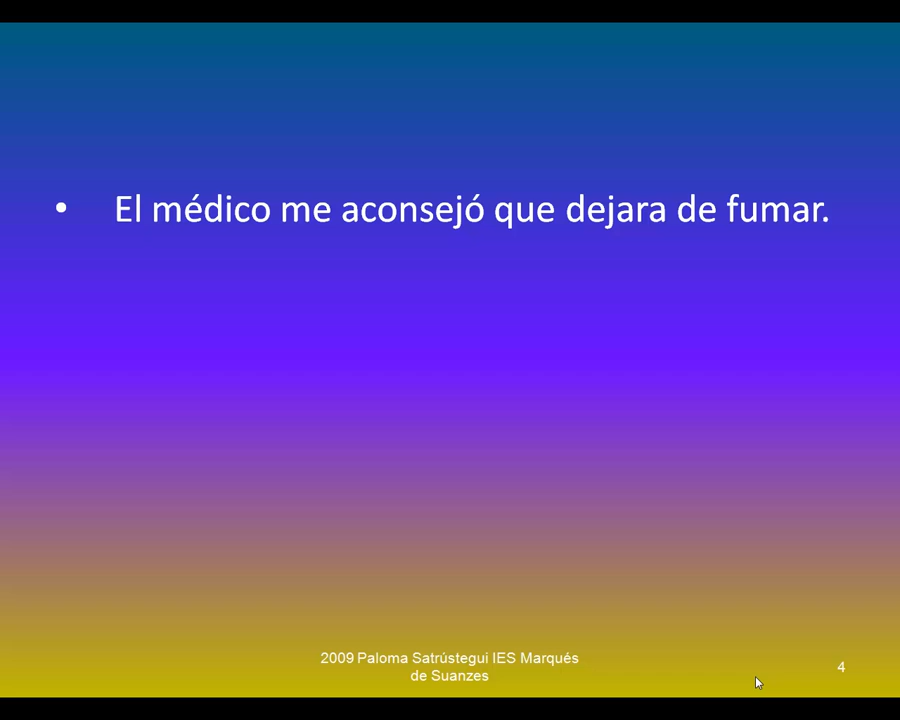 • El médico me aconsejó que dejara de fumar.
2009 Paloma Satrústegui IES Marqués
de Suanzes
4